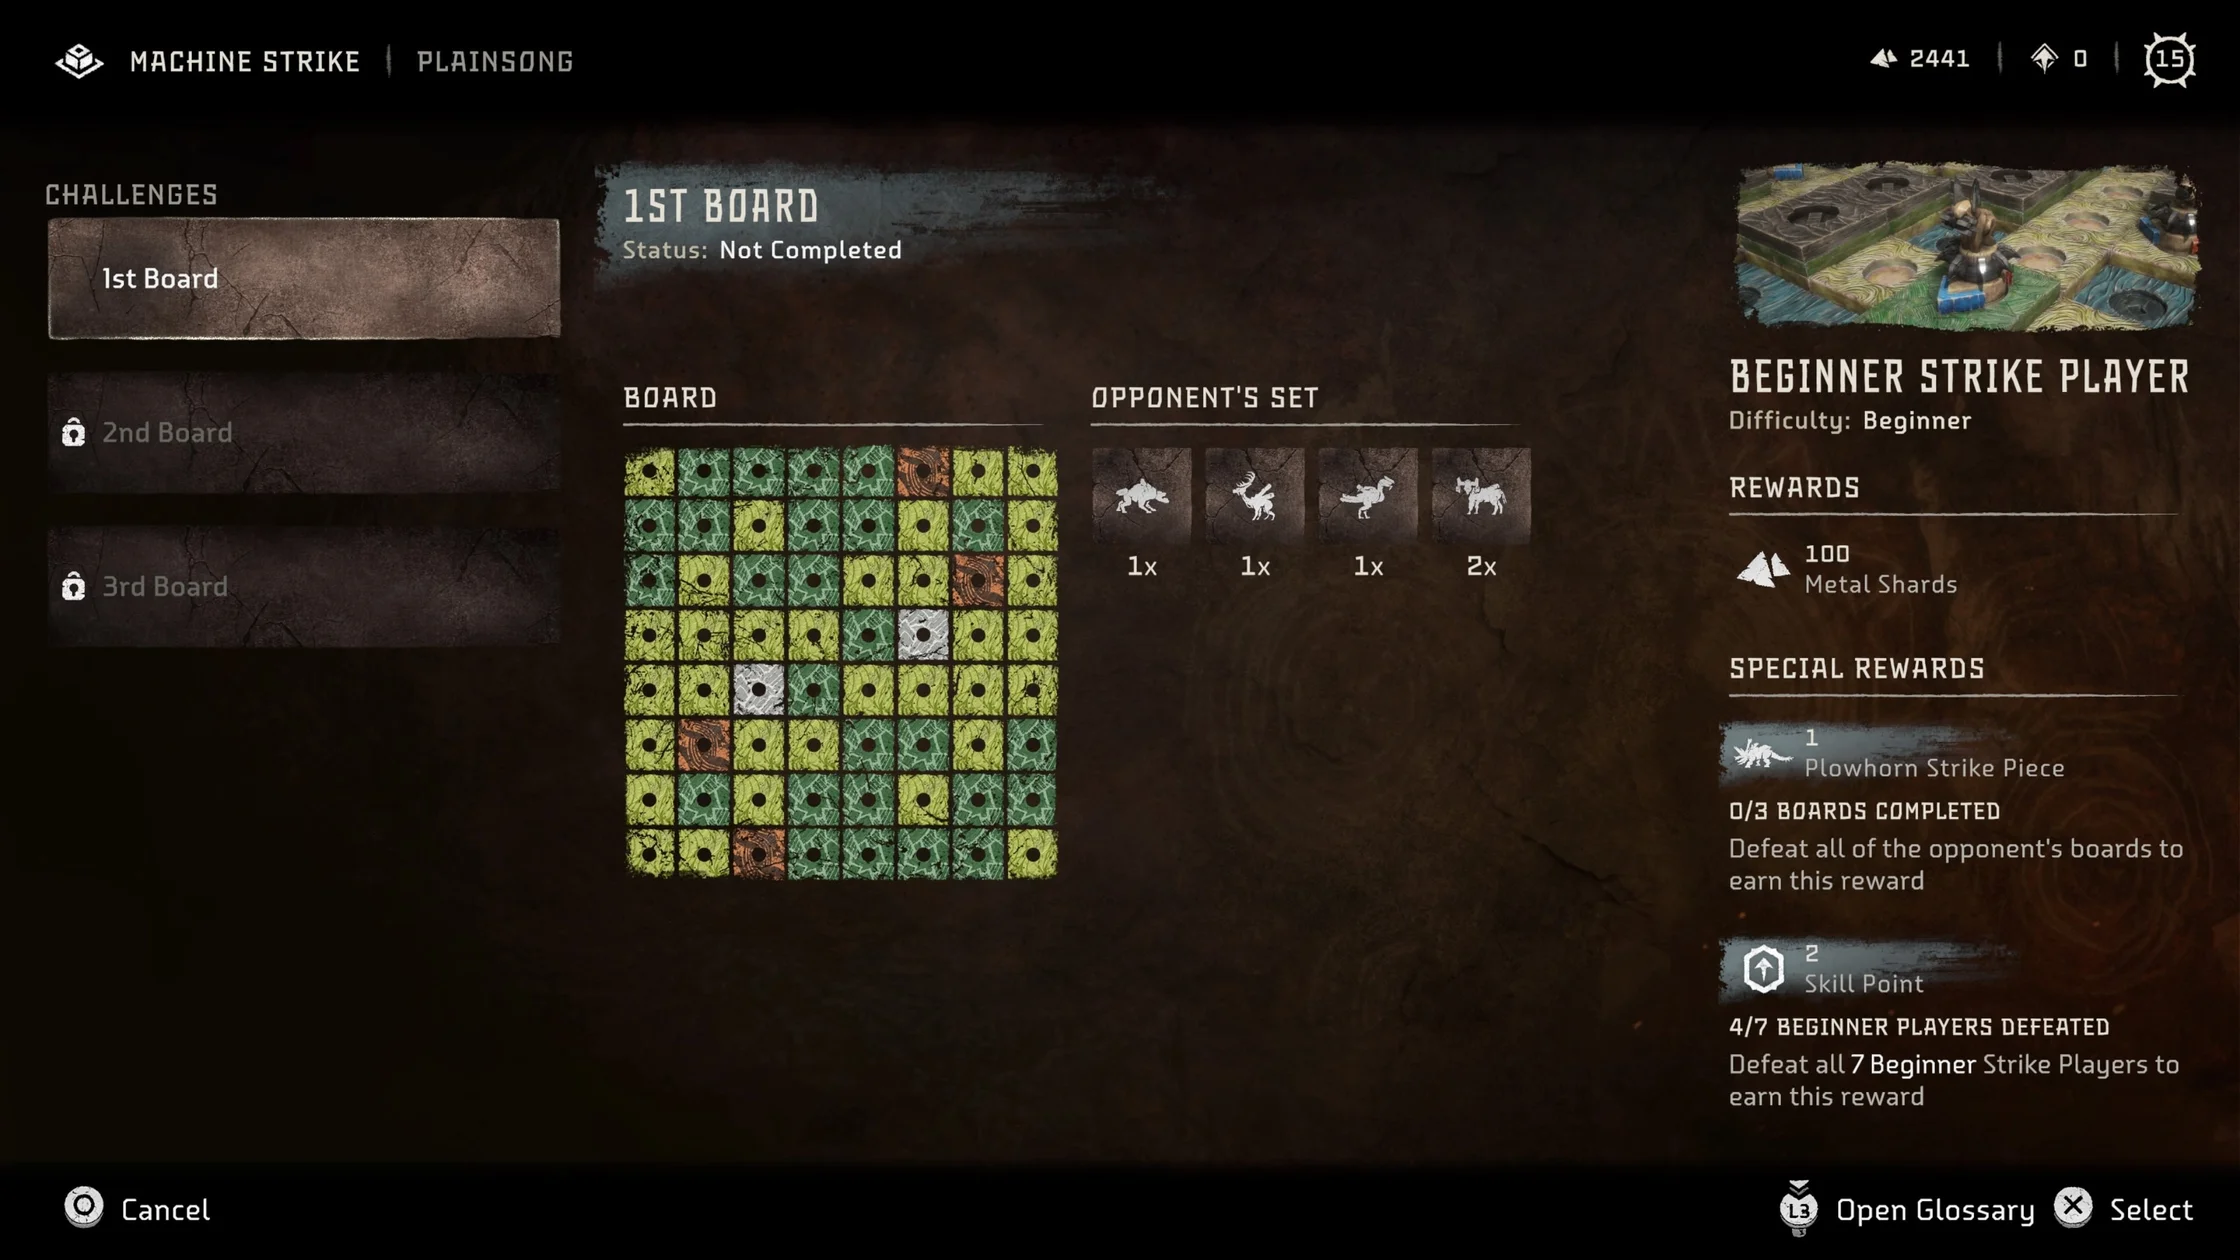 MACHINE STRIKE | PLAINSONG
2441 | 0 | 15
CHALLENGES
1st Board
2nd Board
3rd Board
1ST BOARD
Status: Not Completed
BOARD
OPPONENT'S SET
1x 1x 1x 2x
BEGINNER STRIKE PLAYER
Difficulty: Beginner
REWARDS
100
Metal Shards
SPECIAL REWARDS
1
Plowhorn Strike Piece
0/3 BOARDS COMPLETED
Defeat all of the opponent's boards to
earn this reward
2
Skill Point
4/7 BEGINNER PLAYERS DEFEATED
Defeat all 7 Beginner Strike Players to
earn this reward
Cancel
L3 Open Glossary
Select